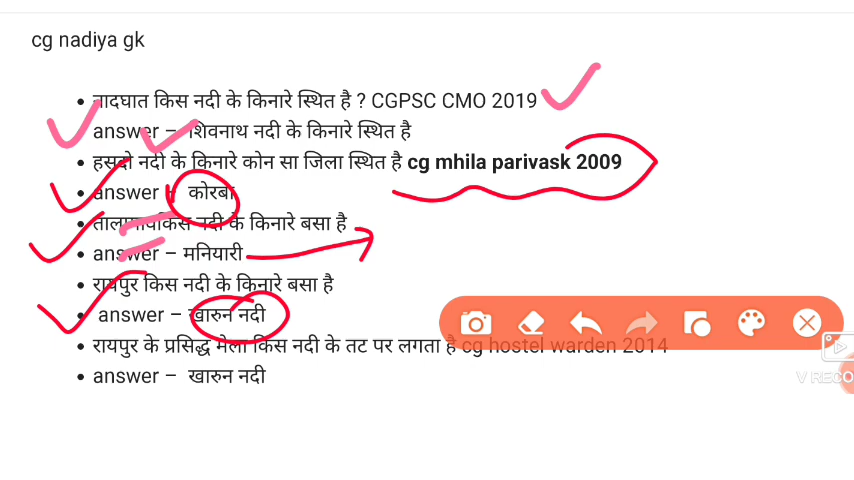 cg nadiya gk
नादघात किस नदी के किनारे स्थित है ? CGPSC CMO 2019
answer – शिवनाथ नदी के किनारे स्थित है
हसदो नदी के किनारे कोन सा जिला स्थित है cg mhila parivask 2009
answer – कोरबा
किस नदी के किनारे बसा है
answer – मनियारी
रायपुर किस नदी के किनारे बसा है
answer – खारुन नदी
रायपुर के प्रसिद्ध मेला किस नदी के तट पर लगता है cg hostel warden 2014
V RECO
answer – खारुन नदी